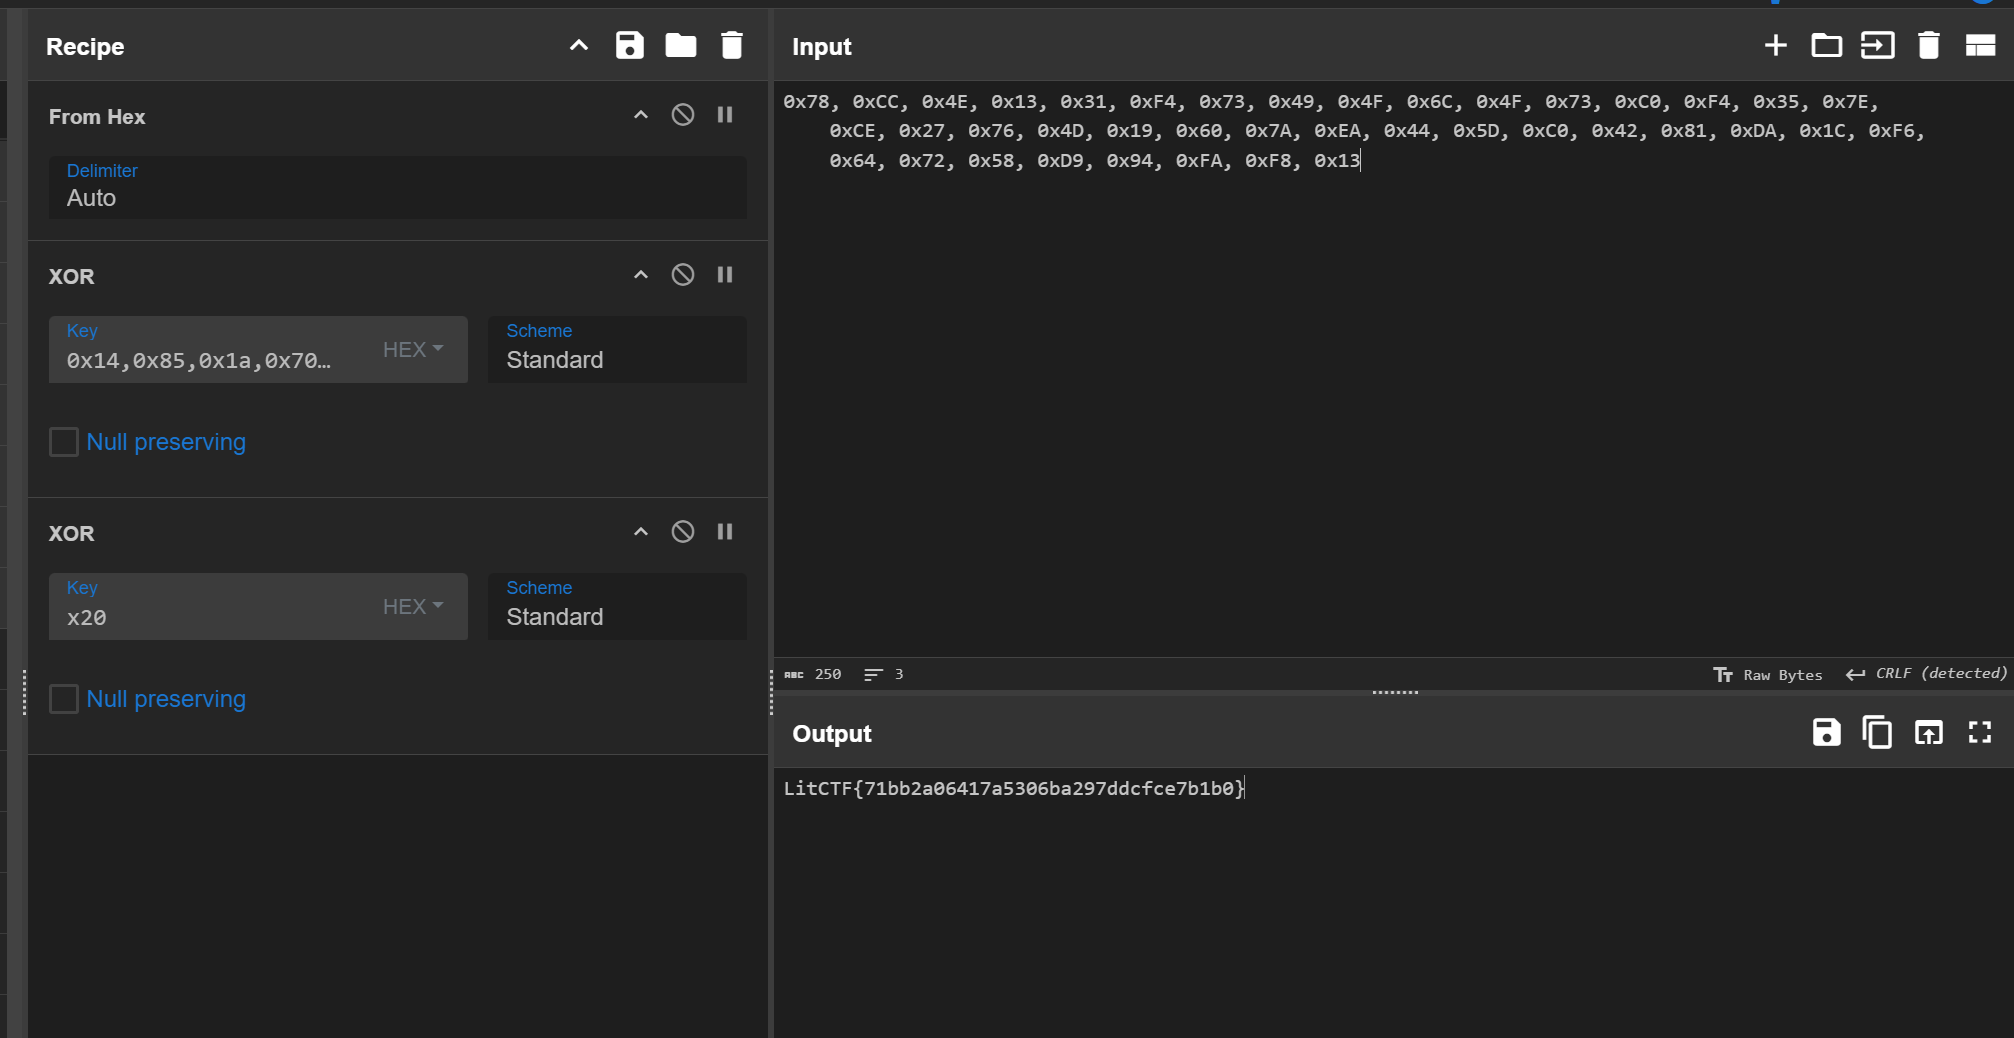 Recipe
From Hex
Delimiter
Auto
XOR
Key
0x14,0x85,0x1a,0x70…
HEX
Scheme
Standard
Null preserving
XOR
Key
x20
HEX
Scheme
Standard
Null preserving
Input
0x78, 0xCC, 0x4E, 0x13, 0x31, 0xF4, 0x73, 0x49, 0x4F, 0x6C, 0x4F, 0x73, 0xC0, 0xF4, 0x35, 0x7E,
0xCE, 0x27, 0x76, 0x4D, 0x19, 0x60, 0x7A, 0xEA, 0x44, 0x5D, 0xC0, 0x42, 0x81, 0xDA, 0x1C, 0xF6,
0x64, 0x72, 0x58, 0xD9, 0x94, 0xFA, 0xF8, 0x13
ABC 250 3
Tт Raw Bytes CRLF (detected)
Output
LitCTF{71bb2a06417a5306ba297ddcfce7b1b0}